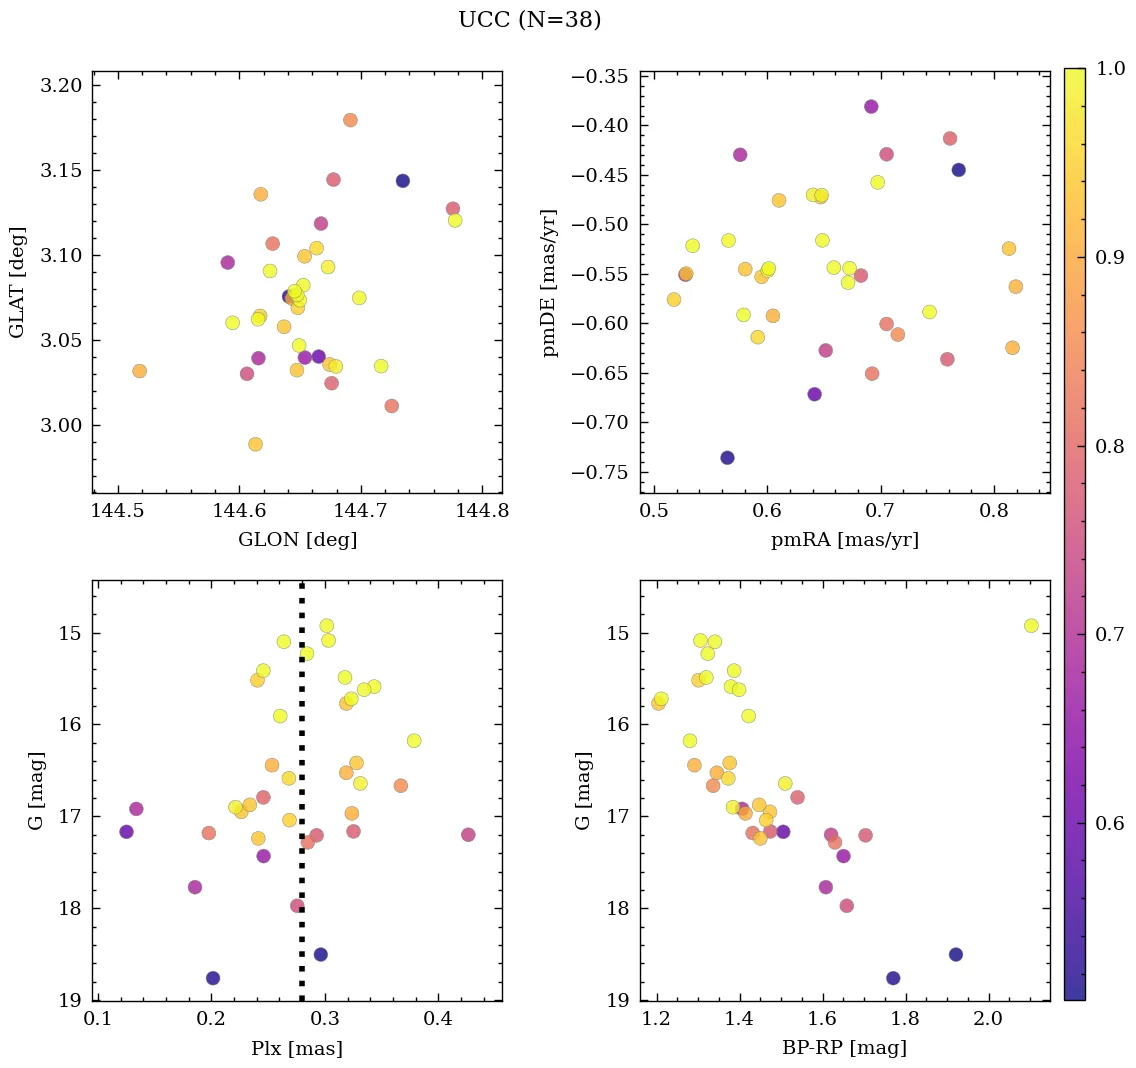 UCC (N=38)
3.20
3.15
3.10
3.05
3.00
GLAT [deg]
144.5 144.6 144.7 144.8
GLON [deg]
−0.35
−0.40
−0.45
−0.50
−0.55
−0.60
−0.65
−0.70
−0.75
pmDE [mas/yr]
0.5 0.6 0.7 0.8
pmRA [mas/yr]
15
16
17
18
19
G [mag]
0.1 0.2 0.3 0.4
Plx [mas]
15
16
17
18
19
G [mag]
1.2 1.4 1.6 1.8 2.0
BP-RP [mag]
1.0
0.9
0.8
0.7
0.6